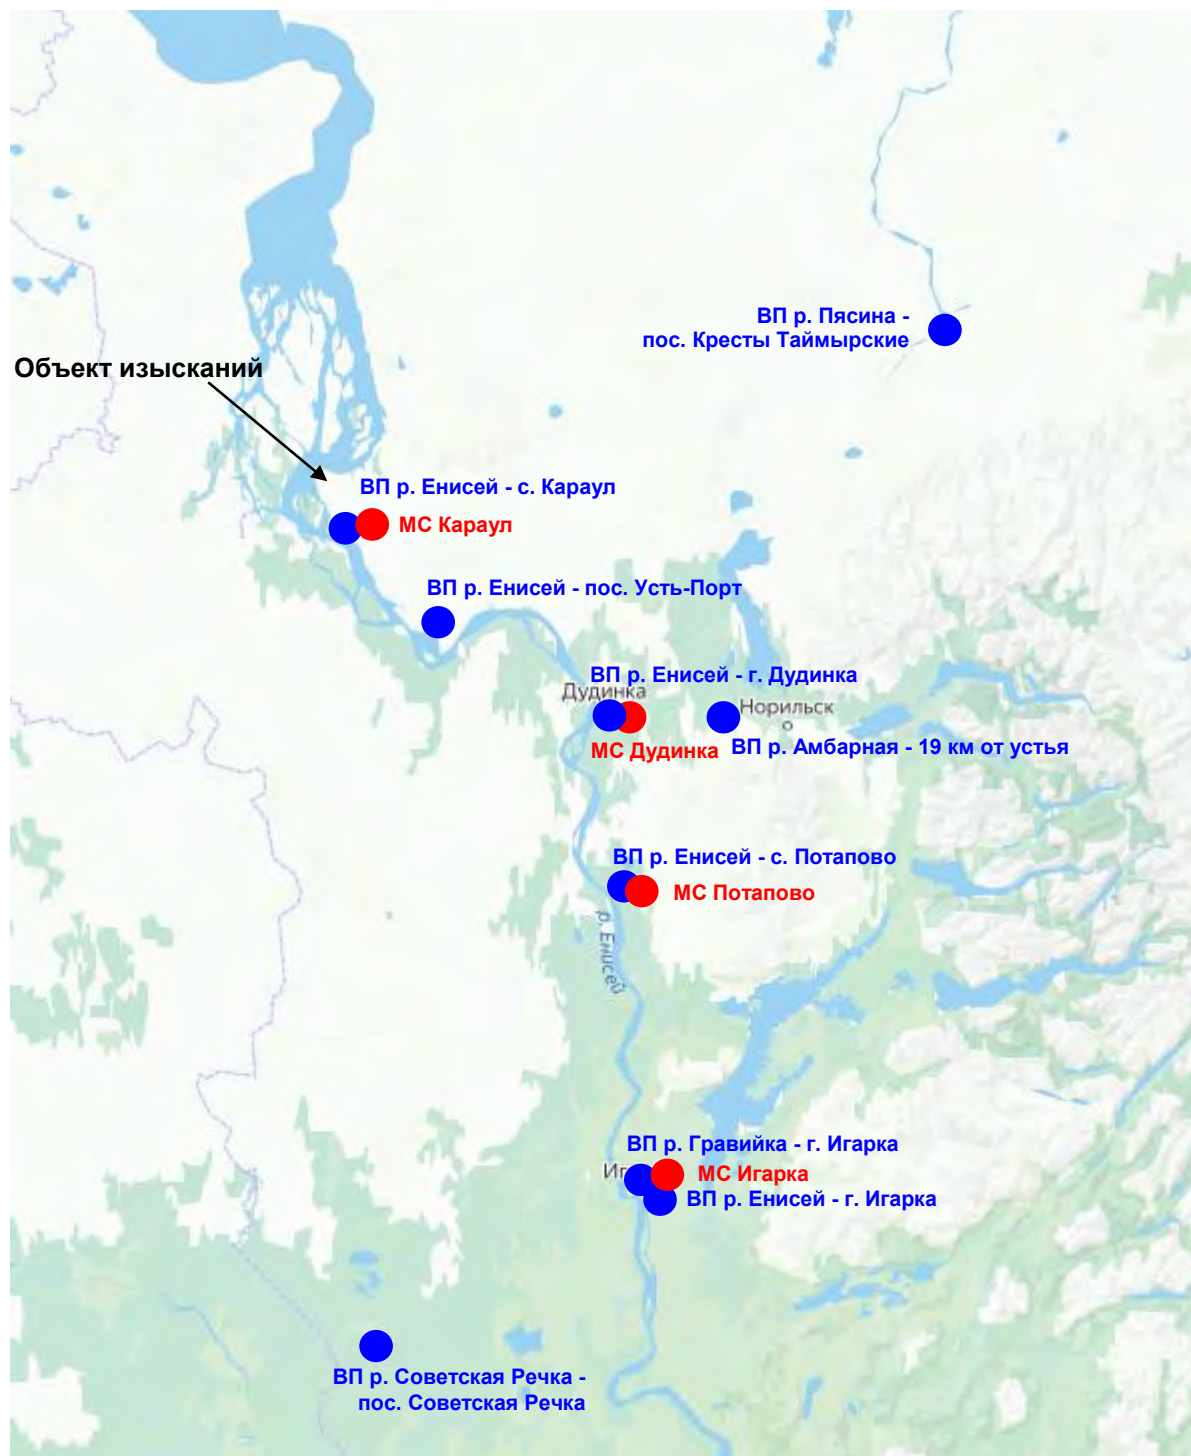 ВП р. Пясина -
пос. Кресты Таймырские
Объект изысканий
ВП р. Енисей - с. Караул
МС Караул
ВП р. Енисей - пос. Усть-Порт
ВП р. Енисей - г. Дудинка
Дудинка
Норильск
МС Дудинка
ВП р. Амбарная - 19 км от устья
ВП р. Енисей - с. Потапово
МС Потапово
р. Енисей
ВП р. Гравийка - г. Игарка
Иг
МС Игарка
ВП р. Енисей - г. Игарка
ВП р. Советская Речка -
пос. Советская Речка